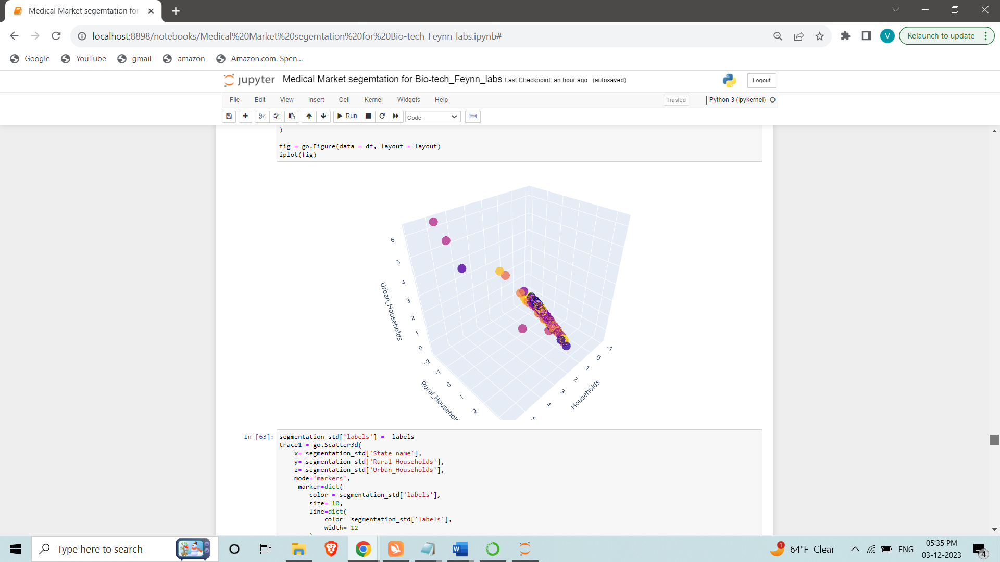 Medical Market segemtation for
localhost:8898/notebooks/Medical%20Market%20segemtation%20for%20Bio-tech_Feynn_labs.ipynb#
V
Relaunch to update
Google YouTube gmail amazon Amazon.com. Spen...
jupyter Medical Market segemtation for Bio-tech_Feynn_labs Last Checkpoint: an hour ago (autosaved)
Logout
File Edit View Insert Cell Kernel Widgets Help
Trusted Python 3 (ipykernel)
Run Code
)
fig = go.Figure(data = df, layout = layout)
iplot(fig)
6
5
4
3
2
1
0
Urban_Households
−2
−1
0
1
2
Rural_Househol
−1
0
1
2
3
4
5
Households
In [63]:
segmentation_std['labels'] =  labels
trace1 = go.Scatter3d(
    x= segmentation_std['State name'],
    y= segmentation_std['Rural_Households'],
    z= segmentation_std['Urban_Households'],
    mode='markers',
     marker=dict(
        color = segmentation_std['labels'],
        size= 10,
        line=dict(
            color= segmentation_std['labels'],
            width= 12
        )
Type here to search
1
64°F Clear
ENG
05:35 PM
03-12-2023
4